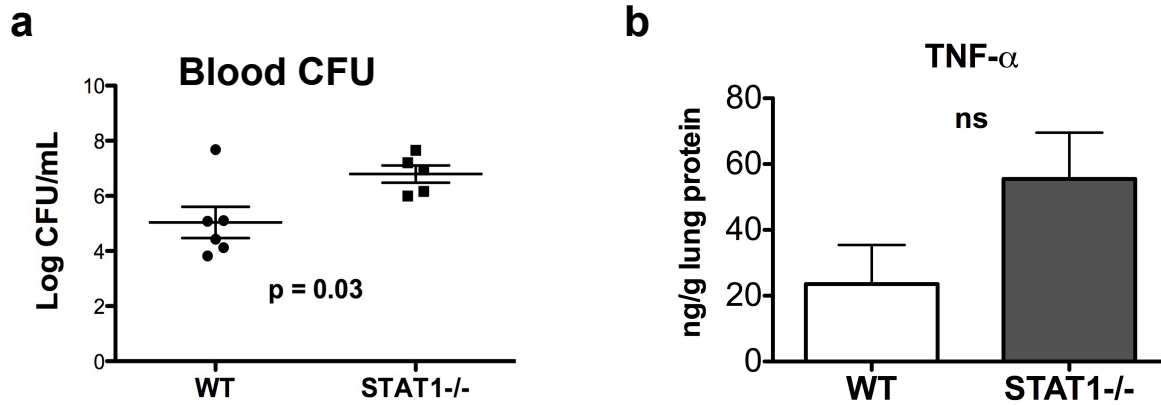 a
Blood CFU
Log CFU/mL
10
8
6
4
2
0
p = 0.03
WT STAT1-/-
b
TNF-α
ng/g lung protein
80
60
40
20
0
ns
WT STAT1-/-